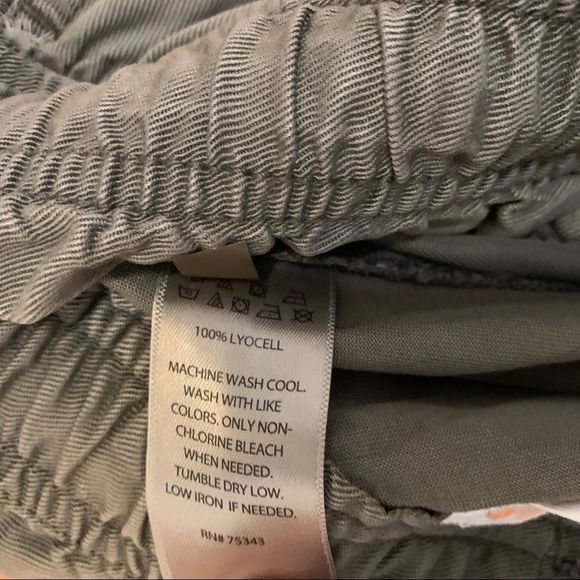 100% LYOCELL
MACHINE WASH COOL.
WASH WITH LIKE
COLORS. ONLY NON-
CHLORINE BLEACH
WHEN NEEDED.
TUMBLE DRY LOW.
LOW IRON IF NEEDED.
RN# 75343